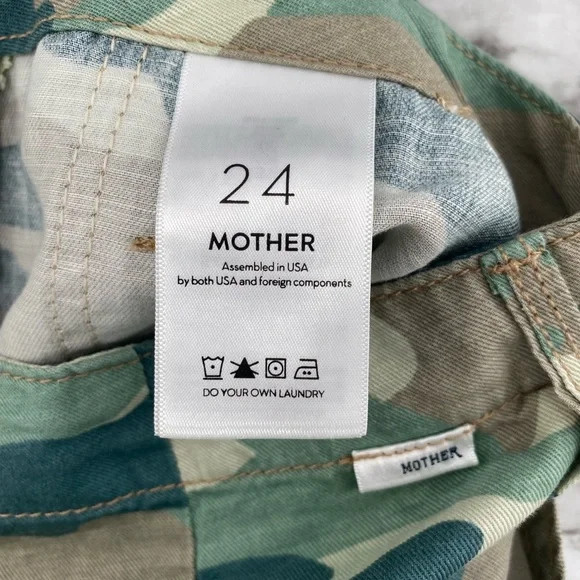 24
MOTHER
Assembled in USA
by both USA and foreign components
DO YOUR OWN LAUNDRY
MOTHER